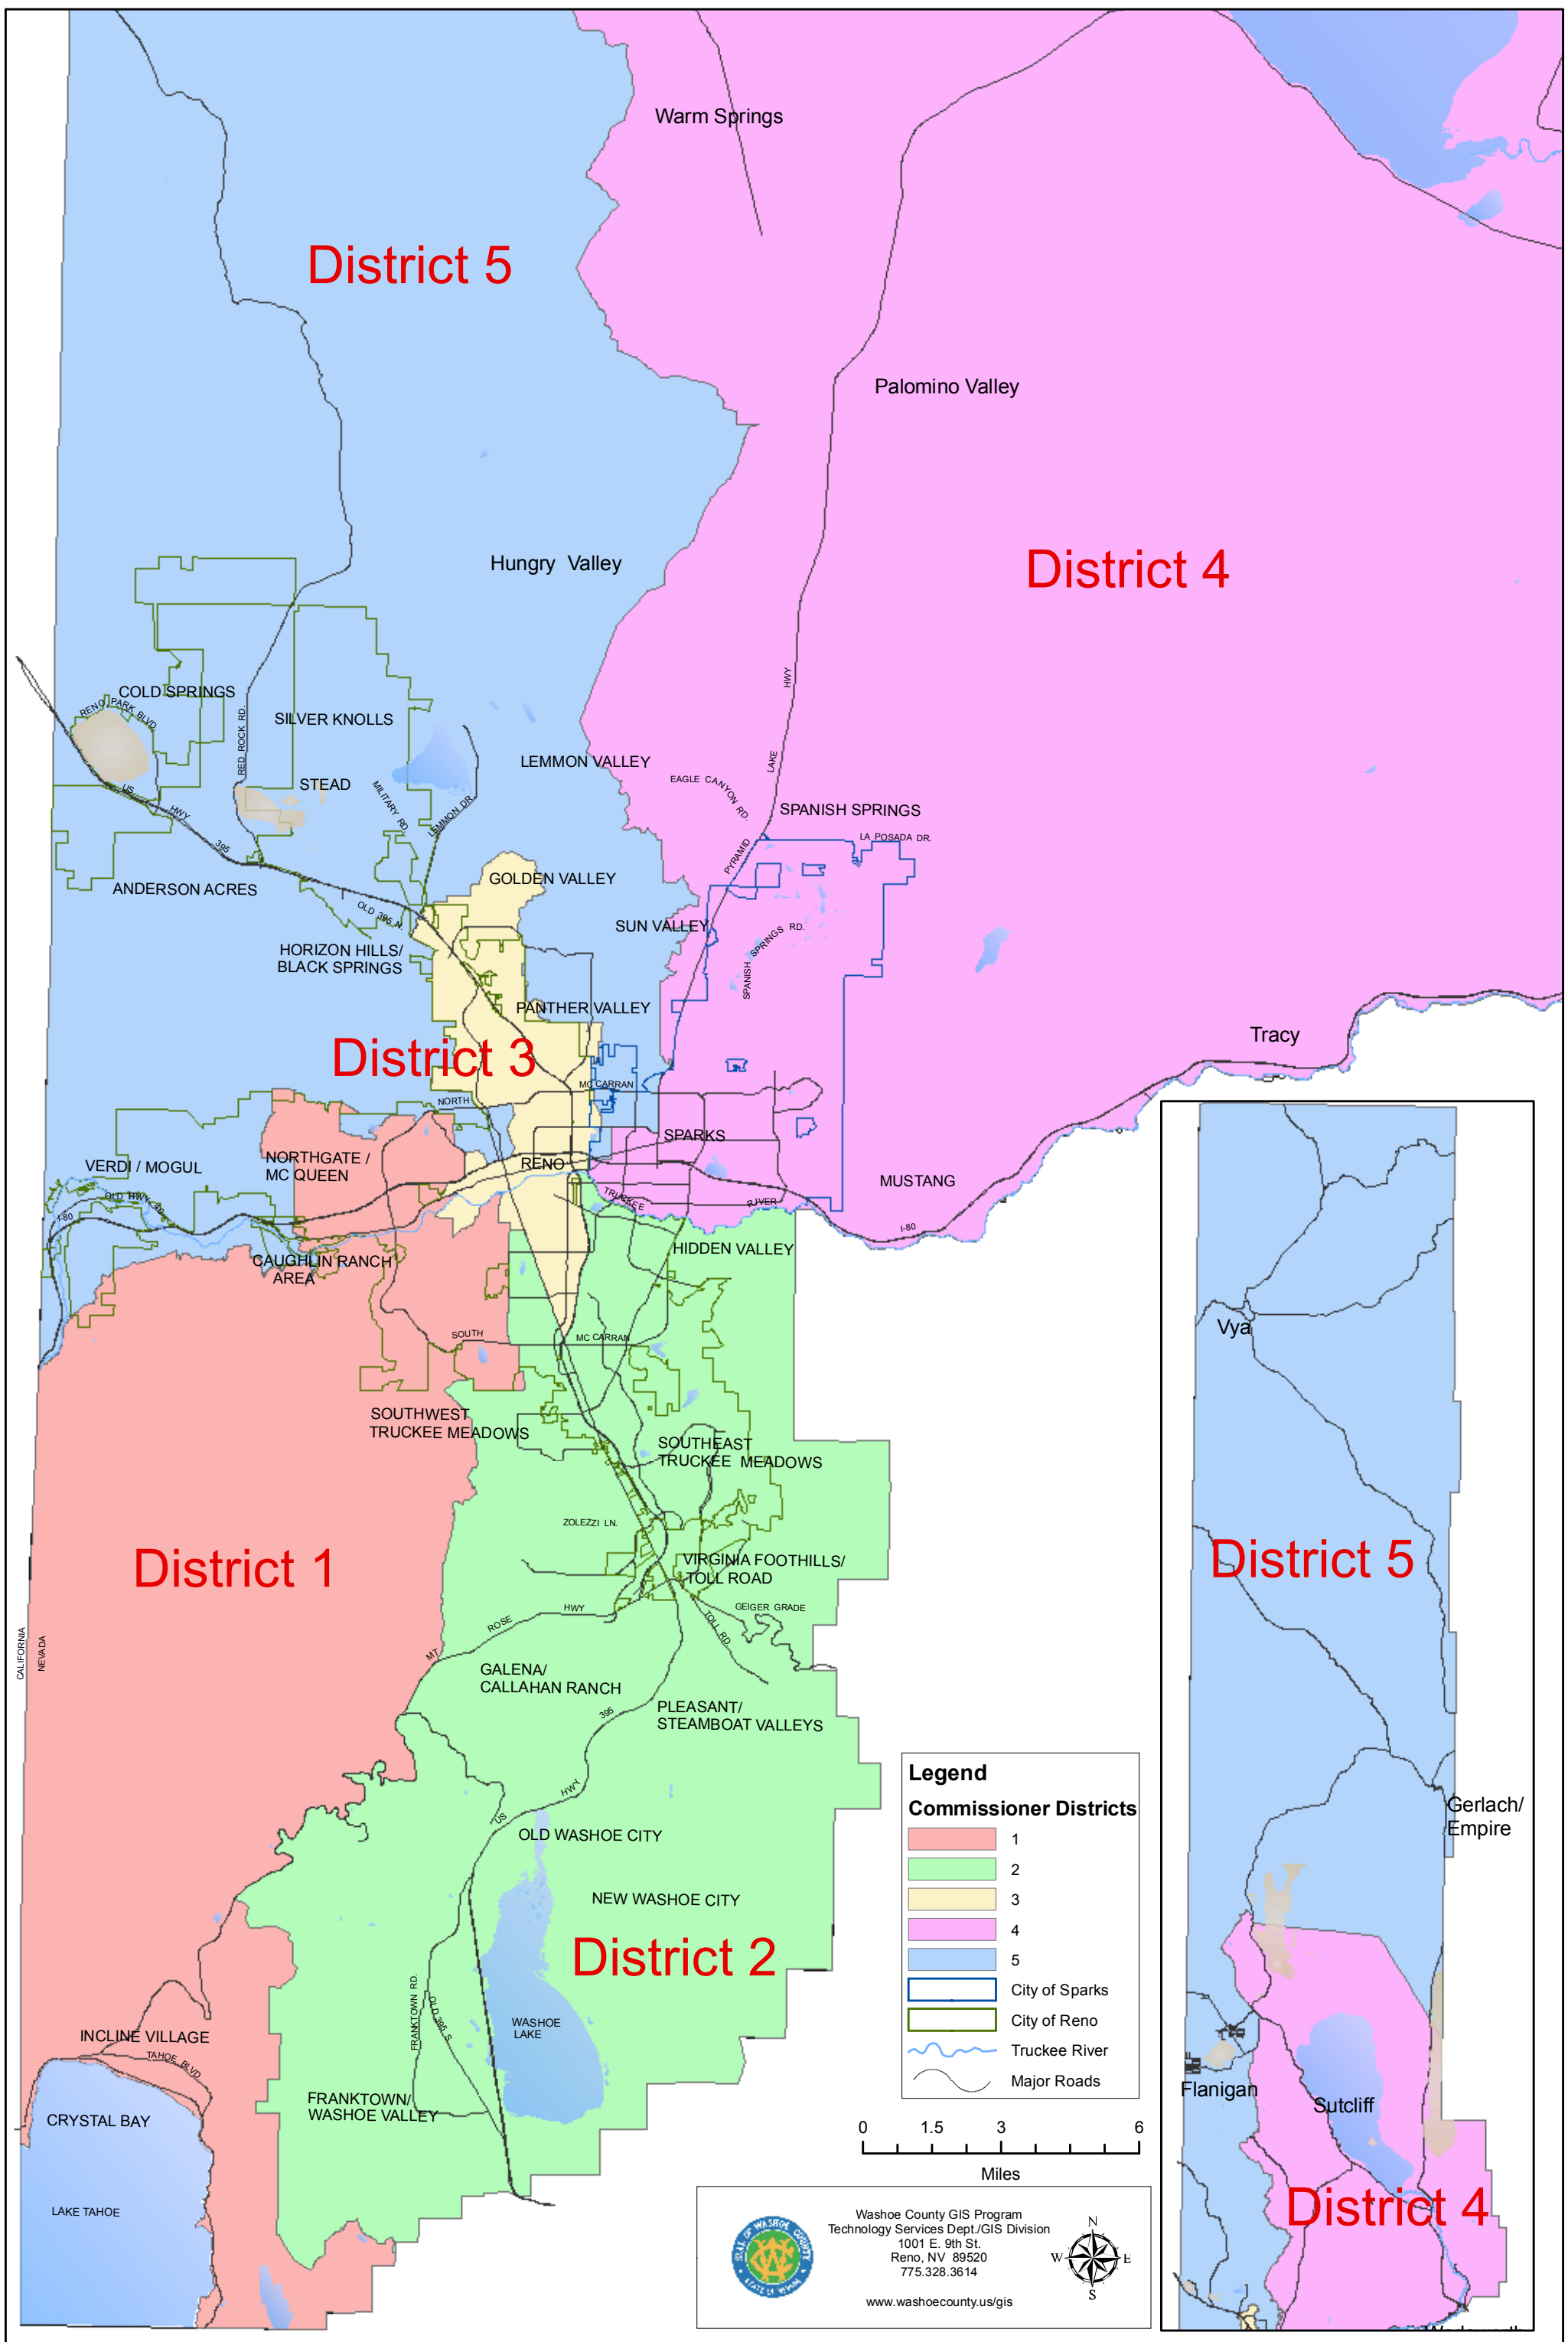 Warm Springs
District 5
Palomino Valley
Hungry Valley
District 4
HWY
COLD SPRINGS
RENO PARK BLVD.
RED ROCK RD.
SILVER KNOLLS
LEMMON VALLEY
LAKE
EAGLE CANYON RD.
STEAD
MILITARY RD.
LEMMON DR.
US
HWY
395
SPANISH SPRINGS
LA POSADA DR.
PYRAMID
GOLDEN VALLEY
ANDERSON ACRES
OLD 395 N.
SUN VALLEY
SPANISH SPRINGS RD.
HORIZON HILLS/
BLACK SPRINGS
PANTHER VALLEY
District 3
Tracy
MC CARRAN
NORTH
SPARKS
VERDI / MOGUL
NORTHGATE /
MC QUEEN
RENO
MUSTANG
OLD HWY 40
TRUCKEE
RIVER
I-80
I-80
HIDDEN VALLEY
CAUGHLIN RANCH
AREA
SOUTH
MC CARRAN
SOUTHWEST
TRUCKEE MEADOWS
SOUTHEAST
TRUCKEE MEADOWS
ZOLEZZI LN.
District 1
VIRGINIA FOOTHILLS/
TOLL ROAD
GEIGER GRADE
TOLL RD.
MT
ROSE
HWY
CALIFORNIA
NEVADA
GALENA/
CALLAHAN RANCH
PLEASANT/
STEAMBOAT VALLEYS
395
HWY
US
OLD WASHOE CITY
NEW WASHOE CITY
District 2
FRANKTOWN RD.
OLD 395 S.
WASHOE
LAKE
INCLINE VILLAGE
TAHOE BLVD.
CRYSTAL BAY
FRANKTOWN/
WASHOE VALLEY
LAKE TAHOE
Legend
Commissioner Districts
1
2
3
4
5
City of Sparks
City of Reno
Truckee River
Major Roads
0 1.5 3 6
Miles
SEAL OF WASHOE COUNTY
STATE OF NEVADA
Washoe County GIS Program
Technology Services Dept./GIS Division
1001 E. 9th St.
Reno, NV 89520
775.328.3614
www.washoecounty.us/gis
N
W E
S
Vya
District 5
Gerlach/
Empire
Flanigan
Sutcliff
District 4